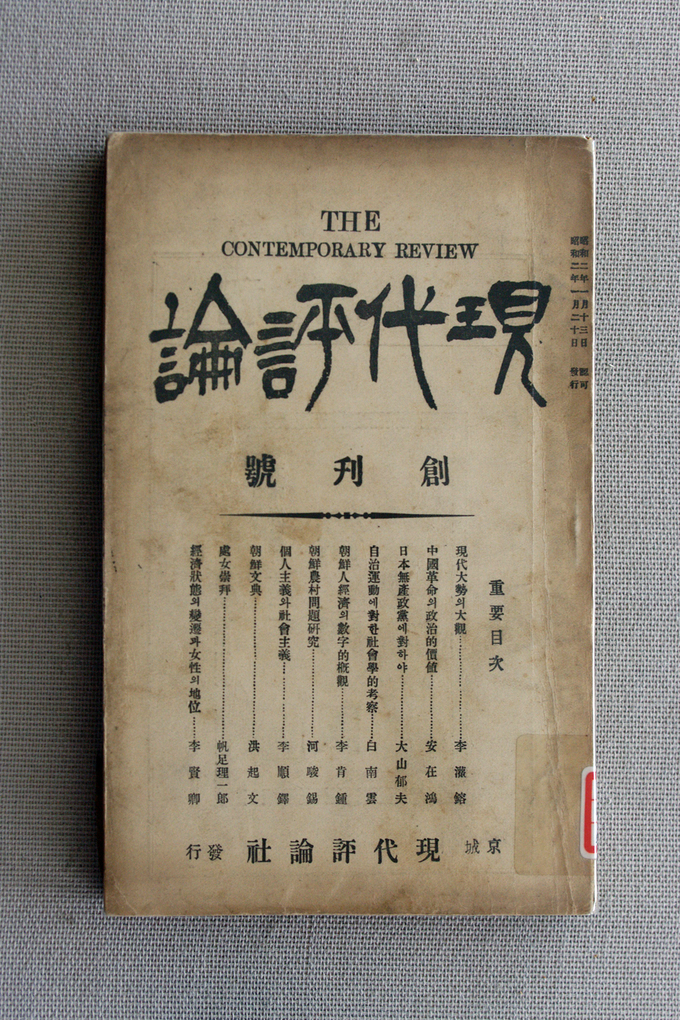 THE
CONTEMPORARY REVIEW
現代評論
創刊號
昭和二年一月十三日 認可
昭和二年一月二十日 發行
重要目次
現代大勢의大觀…………李灌鎔
中國革命의政治的價値…………安在鴻
日本無產政黨에對하야…………大山郁夫
自治運動에對한社會學的考察……白南雲
朝鮮人經濟의數字的槪觀……李肯鍾
朝鮮農村問題硏究…………河駿錫
個人主義와社會主義…………李順鐸
朝鮮文典…………洪起文
處女崇拜…………帆足理一郞
經濟狀態의變遷과女性의地位……李賢卿
京城 現代評論社 發行